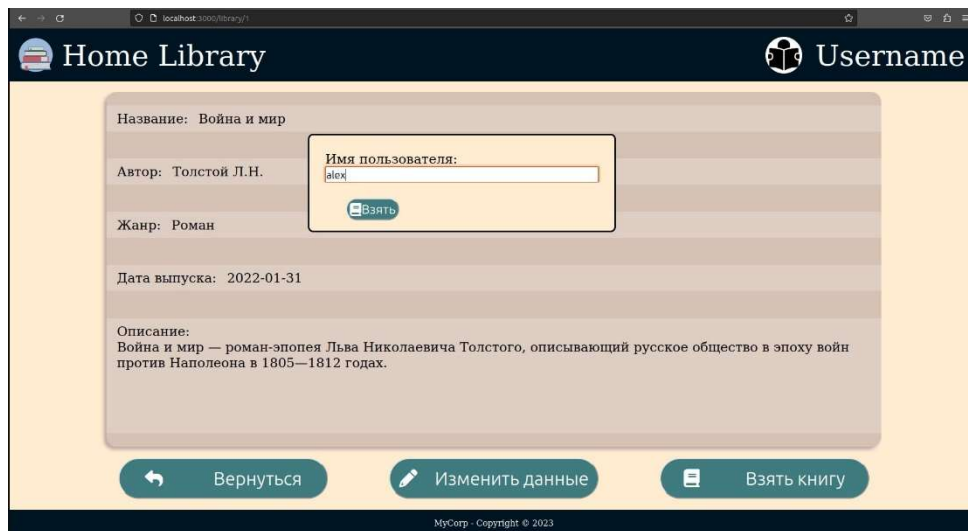 localhost:3000/library/1
Home Library
Username
Название: Война и мир
Имя пользователя:
alex
Взять
Автор: Толстой Л.Н.
Жанр: Роман
Дата выпуска: 2022-01-31
Описание:
Война и мир — роман-эпопея Льва Николаевича Толстого, описывающий русское общество в эпоху войн
против Наполеона в 1805—1812 годах.
Вернуться
Изменить данные
Взять книгу
MyCorp - Copyright © 2023